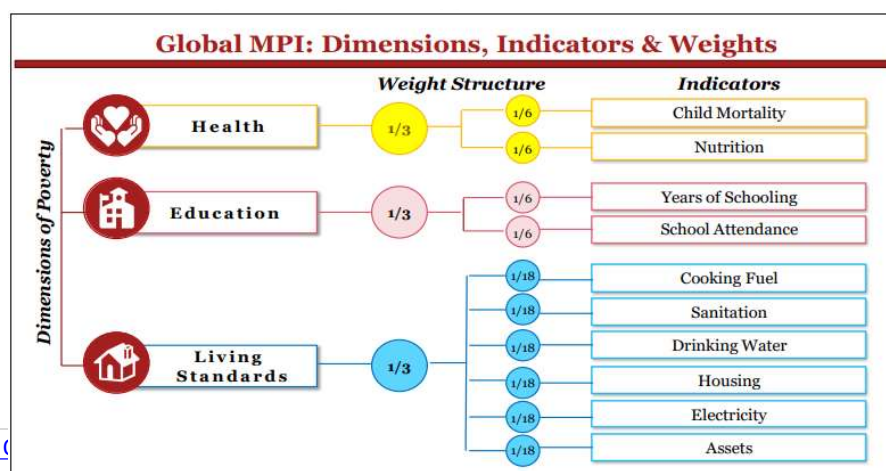 Global MPI: Dimensions, Indicators & Weights
Weight Structure
Indicators
Dimensions of Poverty
Health
1/3
1/6
Child Mortality
1/6
Nutrition
Education
1/3
1/6
Years of Schooling
1/6
School Attendance
Living
Standards
1/3
1/18
Cooking Fuel
1/18
Sanitation
1/18
Drinking Water
1/18
Housing
1/18
Electricity
1/18
Assets